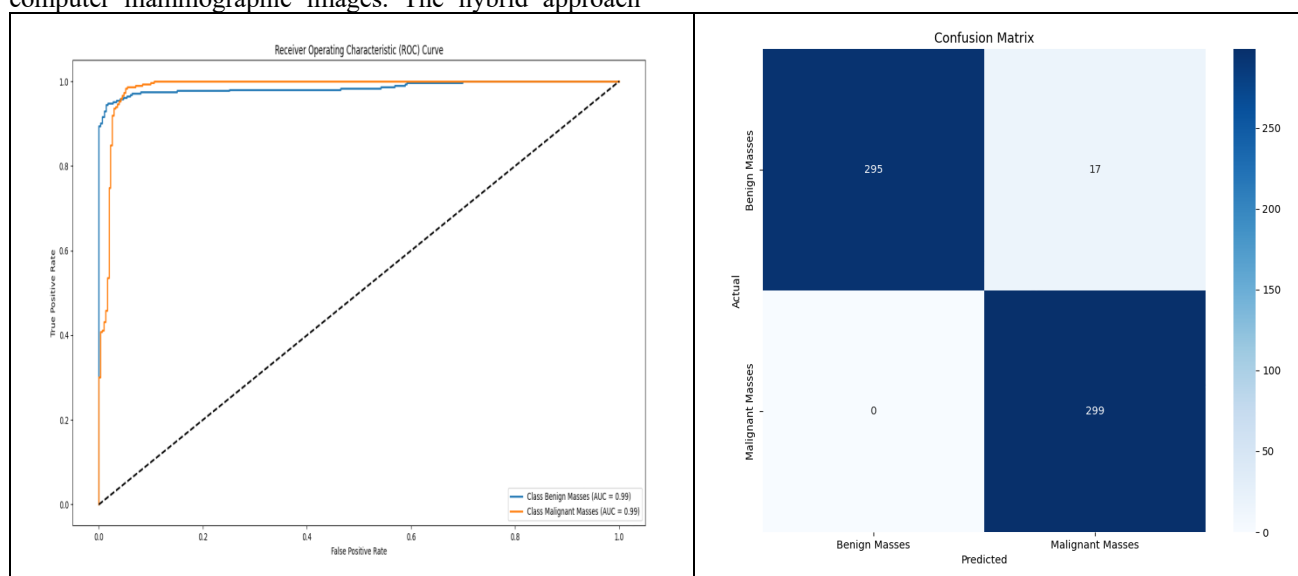 computer mammographic images. The hybrid approach
Receiver Operating Characteristic (ROC) Curve
1.0
0.8
0.6
0.4
0.2
0.0
True Positive Rate
0.0
0.2
0.4
0.6
0.8
1.0
False Positive Rate
Class Benign Masses (AUC = 0.99)
Class Malignant Masses (AUC = 0.99)
Confusion Matrix
Benign Masses
Malignant Masses
Actual
295
17
0
299
Benign Masses
Malignant Masses
Predicted
250
200
150
100
50
0